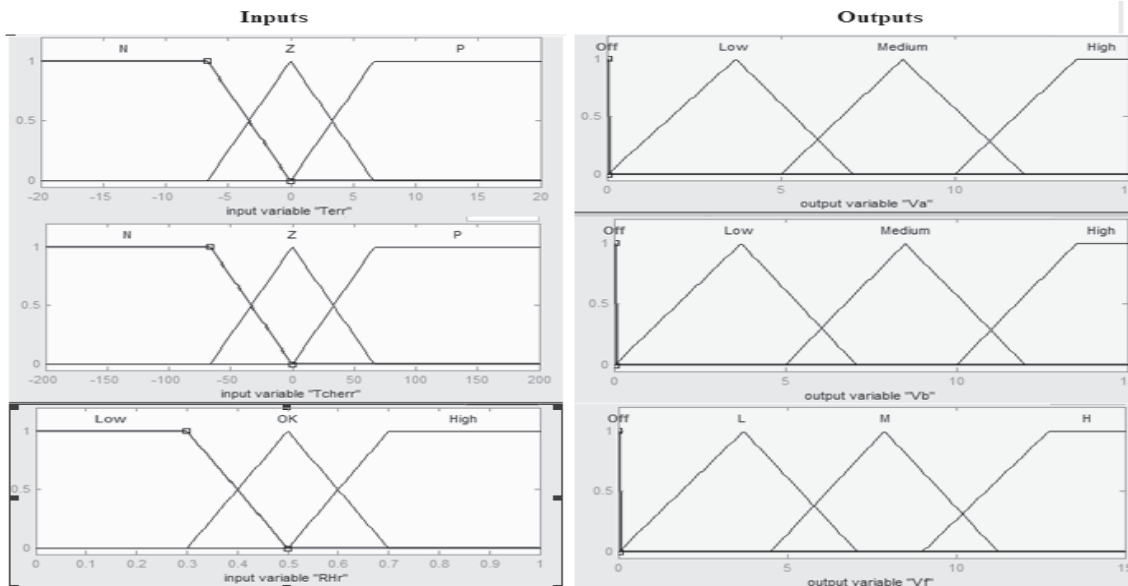 Inputs
N Z P
1
0.5
0
-20 -15 -10 -5 0 5 10 15 20
input variable "Terr"
N Z P
1
0.5
0
-200 -150 -100 -50 0 50 100 150 200
input variable "Tcherr"
Low OK High
1
0.5
0
0 0.1 0.2 0.3 0.4 0.5 0.6 0.7 0.8 0.9 1
input variable "RHr"
Outputs
Off Low Medium High
1
0.5
0
0 5 10 15
output variable "Va"
Off Low Medium High
1
0.5
0
0 5 10 15
output variable "Vb"
Off L M H
1
0.5
0
0 5 10 15
output variable "Vf"